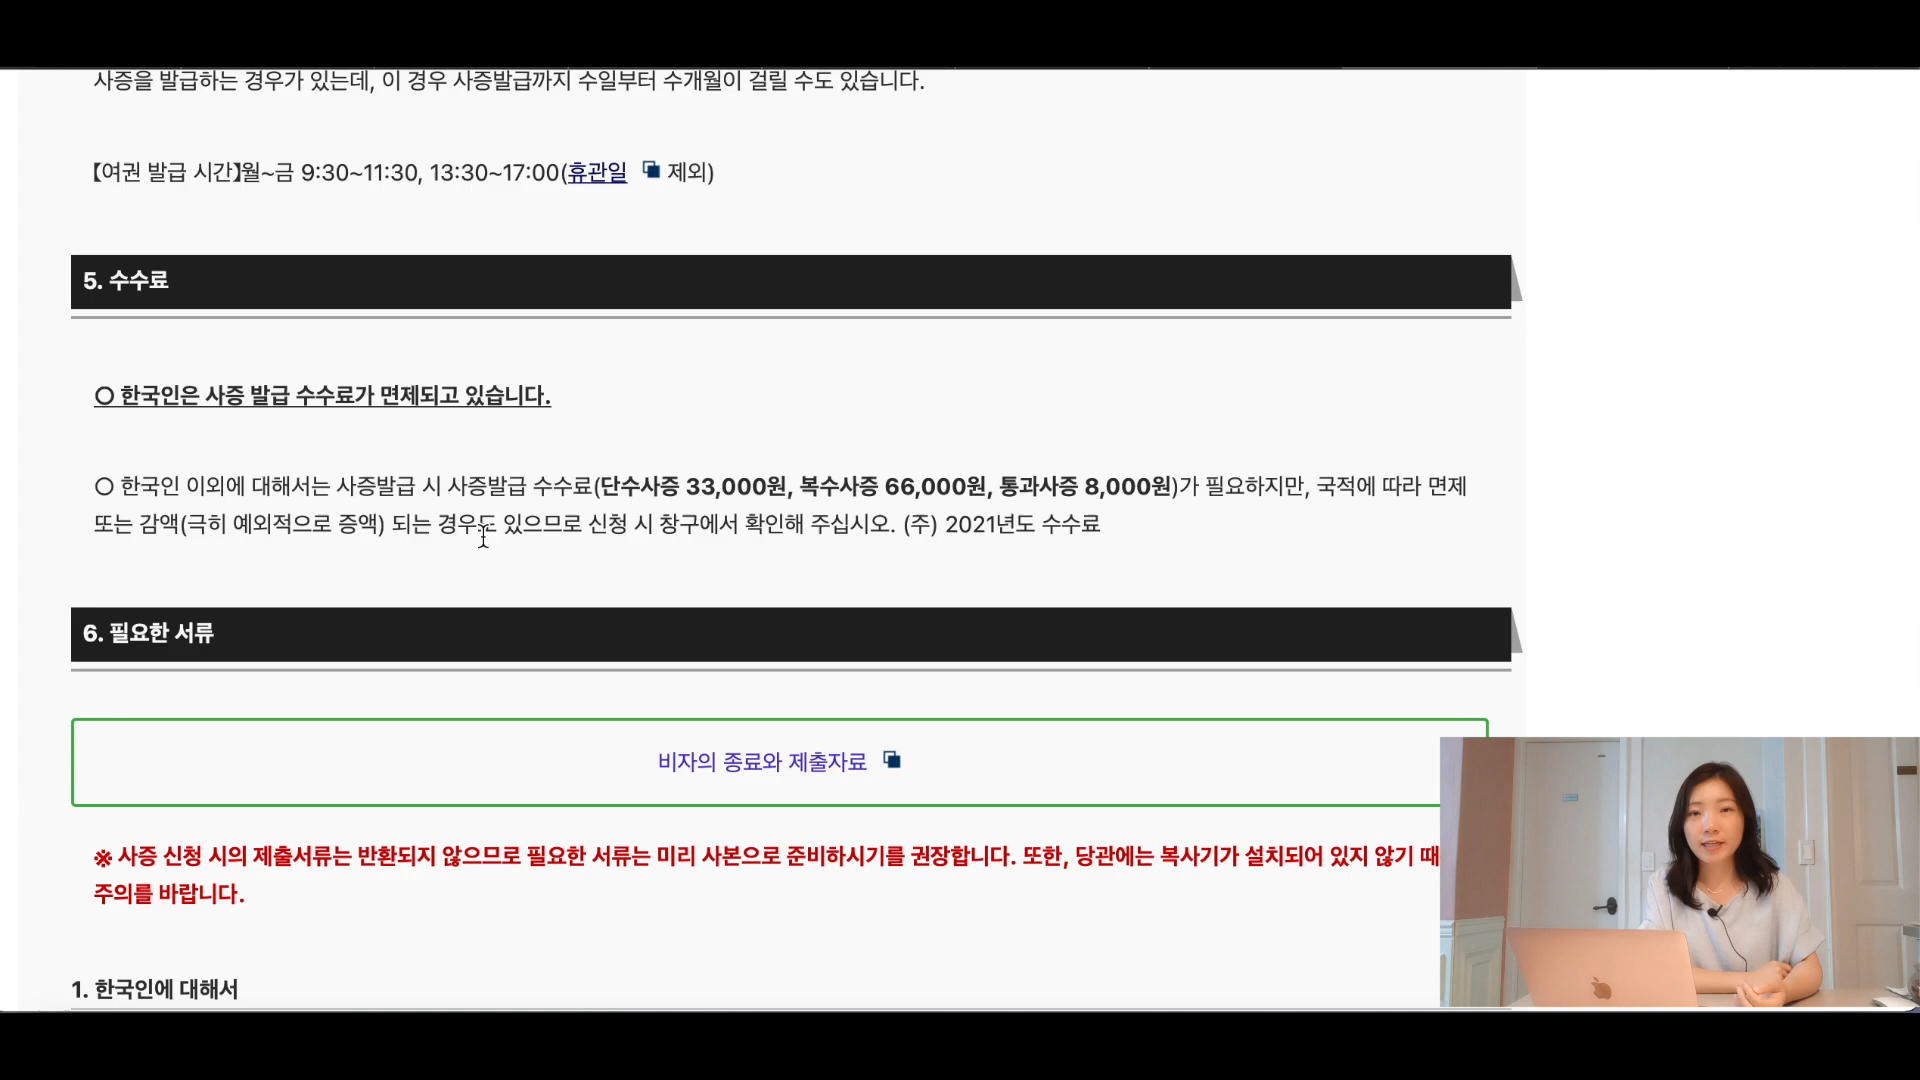 사증을 발급하는 경우가 있는데, 이 경우 사증발급까지 수일부터 수개월이 걸릴 수도 있습니다.
【여권 발급 시간】월~금 9:30~11:30, 13:30~17:00(휴관일 제외)
5. 수수료
○ 한국인은 사증 발급 수수료가 면제되고 있습니다.
○ 한국인 이외에 대해서는 사증발급 시 사증발급 수수료(단수사증 33,000원, 복수사증 66,000원, 통과사증 8,000원)가 필요하지만, 국적에 따라 면제
또는 감액(극히 예외적으로 증액) 되는 경우도 있으므로 신청 시 창구에서 확인해 주십시오. (주) 2021년도 수수료
6. 필요한 서류
비자의 종료와 제출자료
※ 사증 신청 시의 제출서류는 반환되지 않으므로 필요한 서류는 미리 사본으로 준비하시기를 권장합니다. 또한, 당관에는 복사기가 설치되어 있지 않기 때
주의를 바랍니다.
1. 한국인에 대해서